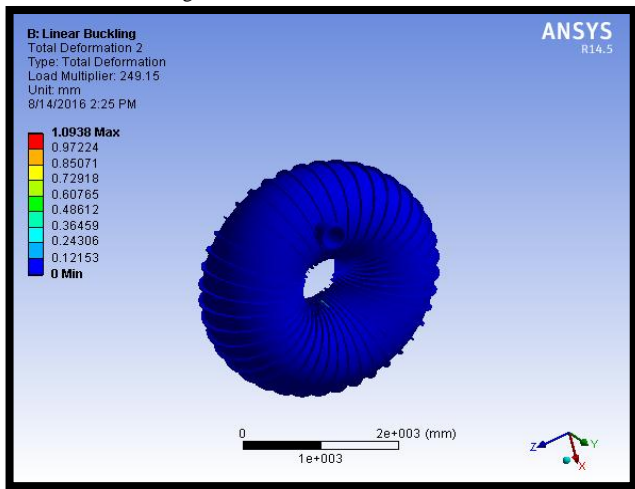 B: Linear Buckling
Total Deformation 2
Type: Total Deformation
Load Multiplier: 249.15
Unit: mm
8/14/2016 2:25 PM
1.0938 Max
0.97224
0.85071
0.72918
0.60765
0.48612
0.36459
0.24306
0.12153
0 Min
ANSYS
R14.5
0 2e+003 (mm)
1e+003
Z Y
X